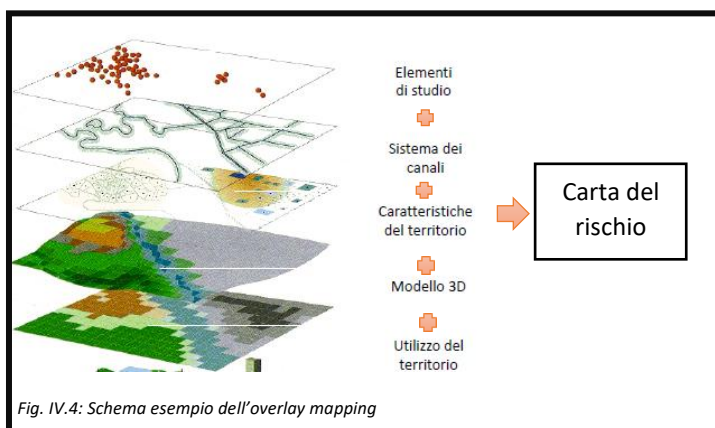 Elementi
di studio
Sistema dei
canali
Caratteristiche
del territorio
Modello 3D
Utilizzo del
territorio
Carta del
rischio
Fig. IV.4: Schema esempio dell’overlay mapping